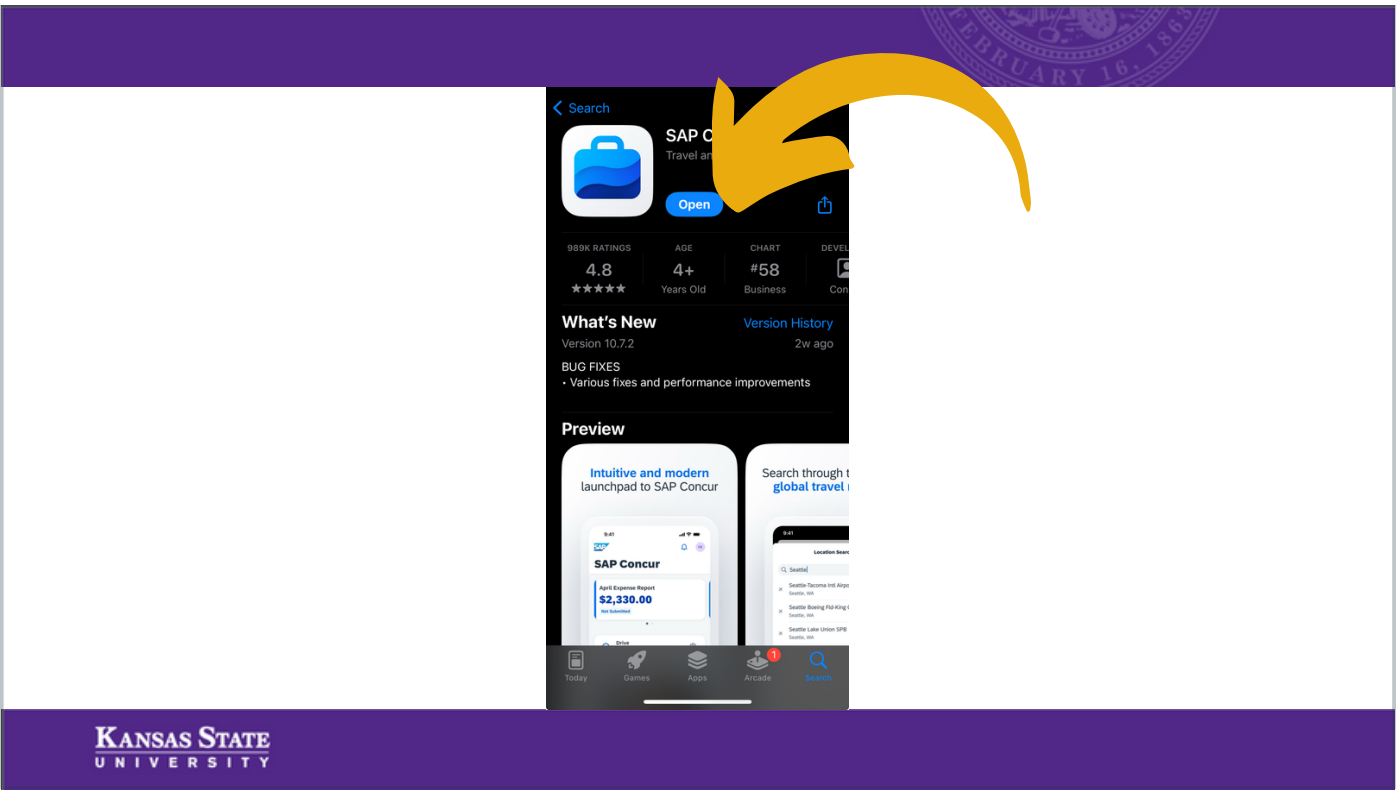 FEBRUARY 16, 1863
Search
SAP C
Travel an
Open
989K RATINGS
AGE
CHART
DEVEL
4.8
4+
#58
★★★★★
Years Old
Business
Con
What's New
Version History
Version 10.7.2
2w ago
BUG FIXES
• Various fixes and performance improvements
Preview
Intuitive and modern
launchpad to SAP Concur
Search through t
global travel
9:41
SAP
SAP Concur
April Expense Report
$2,330.00
Not Submitted
Drive
9:41
Location Sear
Seattle
Seattle-Tacoma Intl Airpo
Seattle, WA
Seattle Boeing Fld-King C
Seattle, WA
Seattle Lake Union SPB
Seattle, WA
Today
Games
Apps
Arcade
1
Search
KANSAS STATE
UNIVERSITY